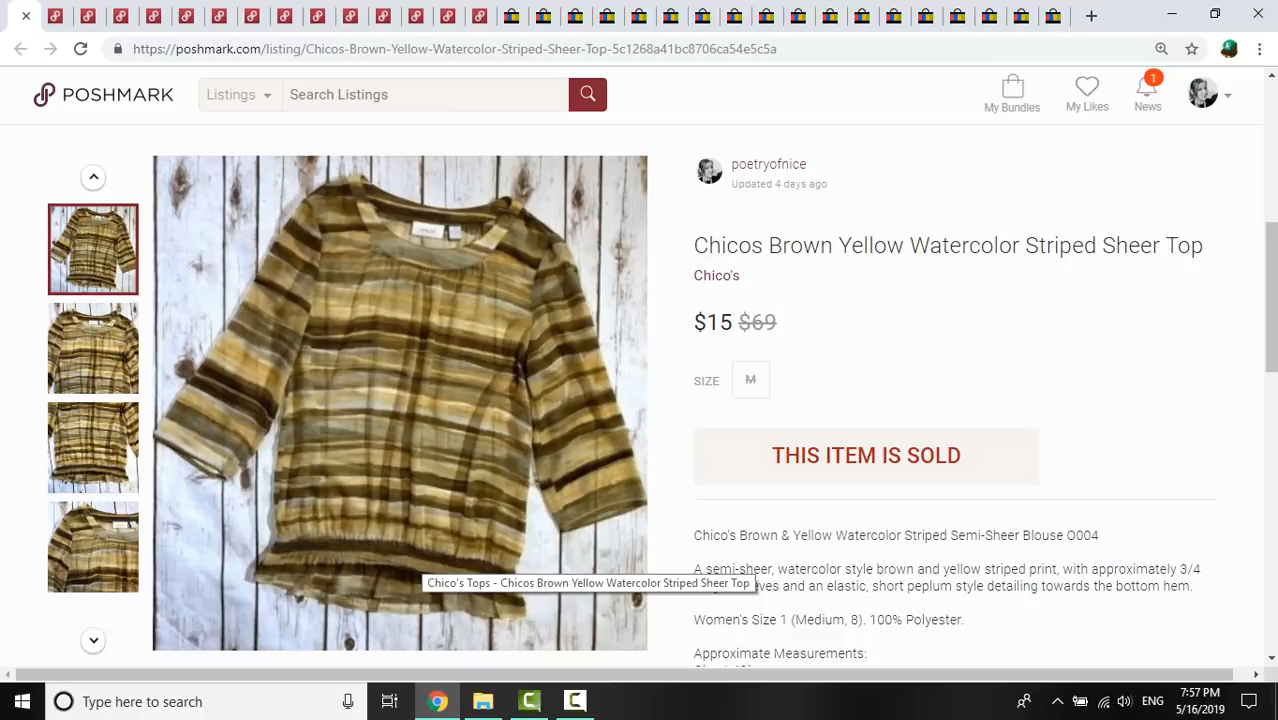 https://poshmark.com/listing/Chicos-Brown-Yellow-Watercolor-Striped-Sheer-Top-5c1268a41bc8706ca54e5c5a
POSHMARK
Listings
Search Listings
My Bundles
My Likes
1
News
poetryofnice
Updated 4 days ago
Chicos Brown Yellow Watercolor Striped Sheer Top
Chico's
$15 $69
SIZE M
THIS ITEM IS SOLD
Chico's Brown & Yellow Watercolor Striped Semi-Sheer Blouse O004
A semi-sheer, watercolor style brown and yellow striped print, with approximately 3/4
and an elastic, short peplum style detailing towards the bottom hem.
Chico's Tops - Chicos Brown Yellow Watercolor Striped Sheer Top
Women's Size 1 (Medium, 8). 100% Polyester.
Approximate Measurements:
Type here to search
ENG
7:57 PM
5/16/2019